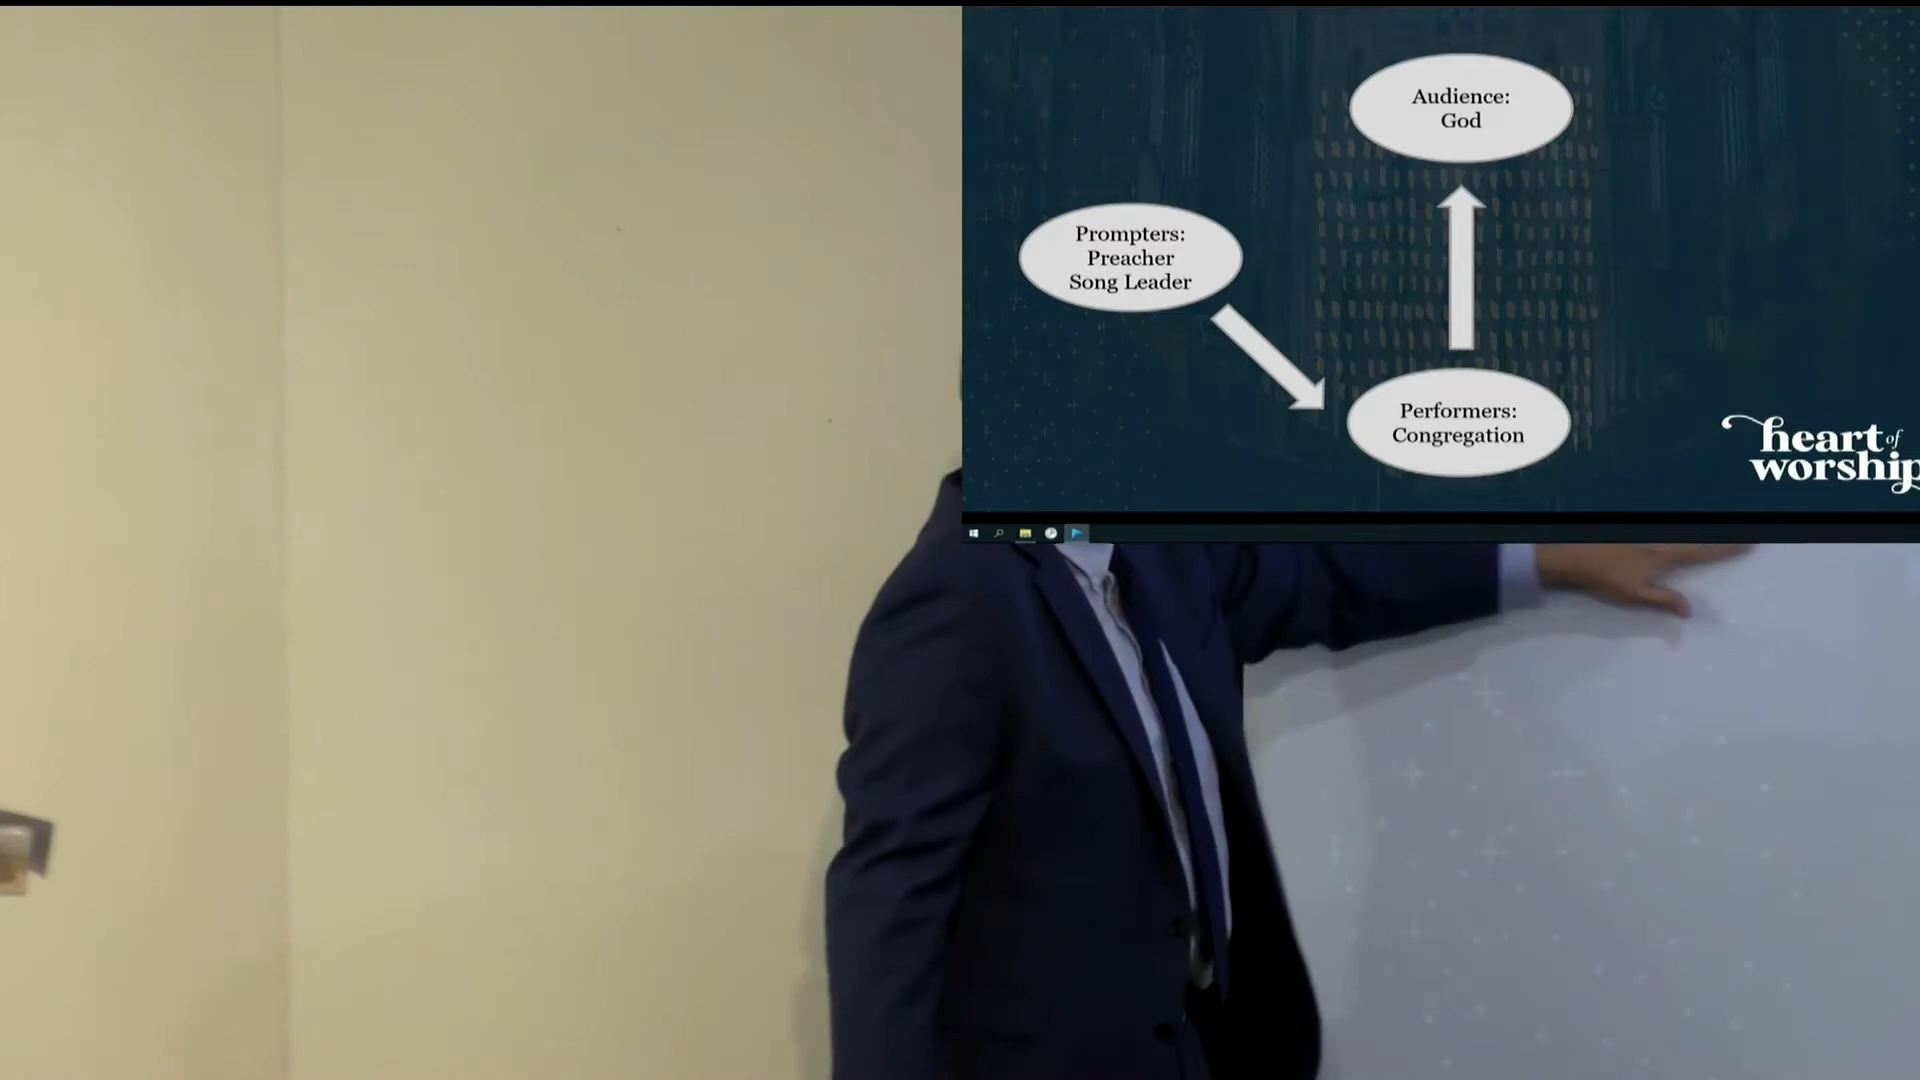 Audience:
God
Prompters:
Preacher
Song Leader
Performers:
Congregation
heart of
worship